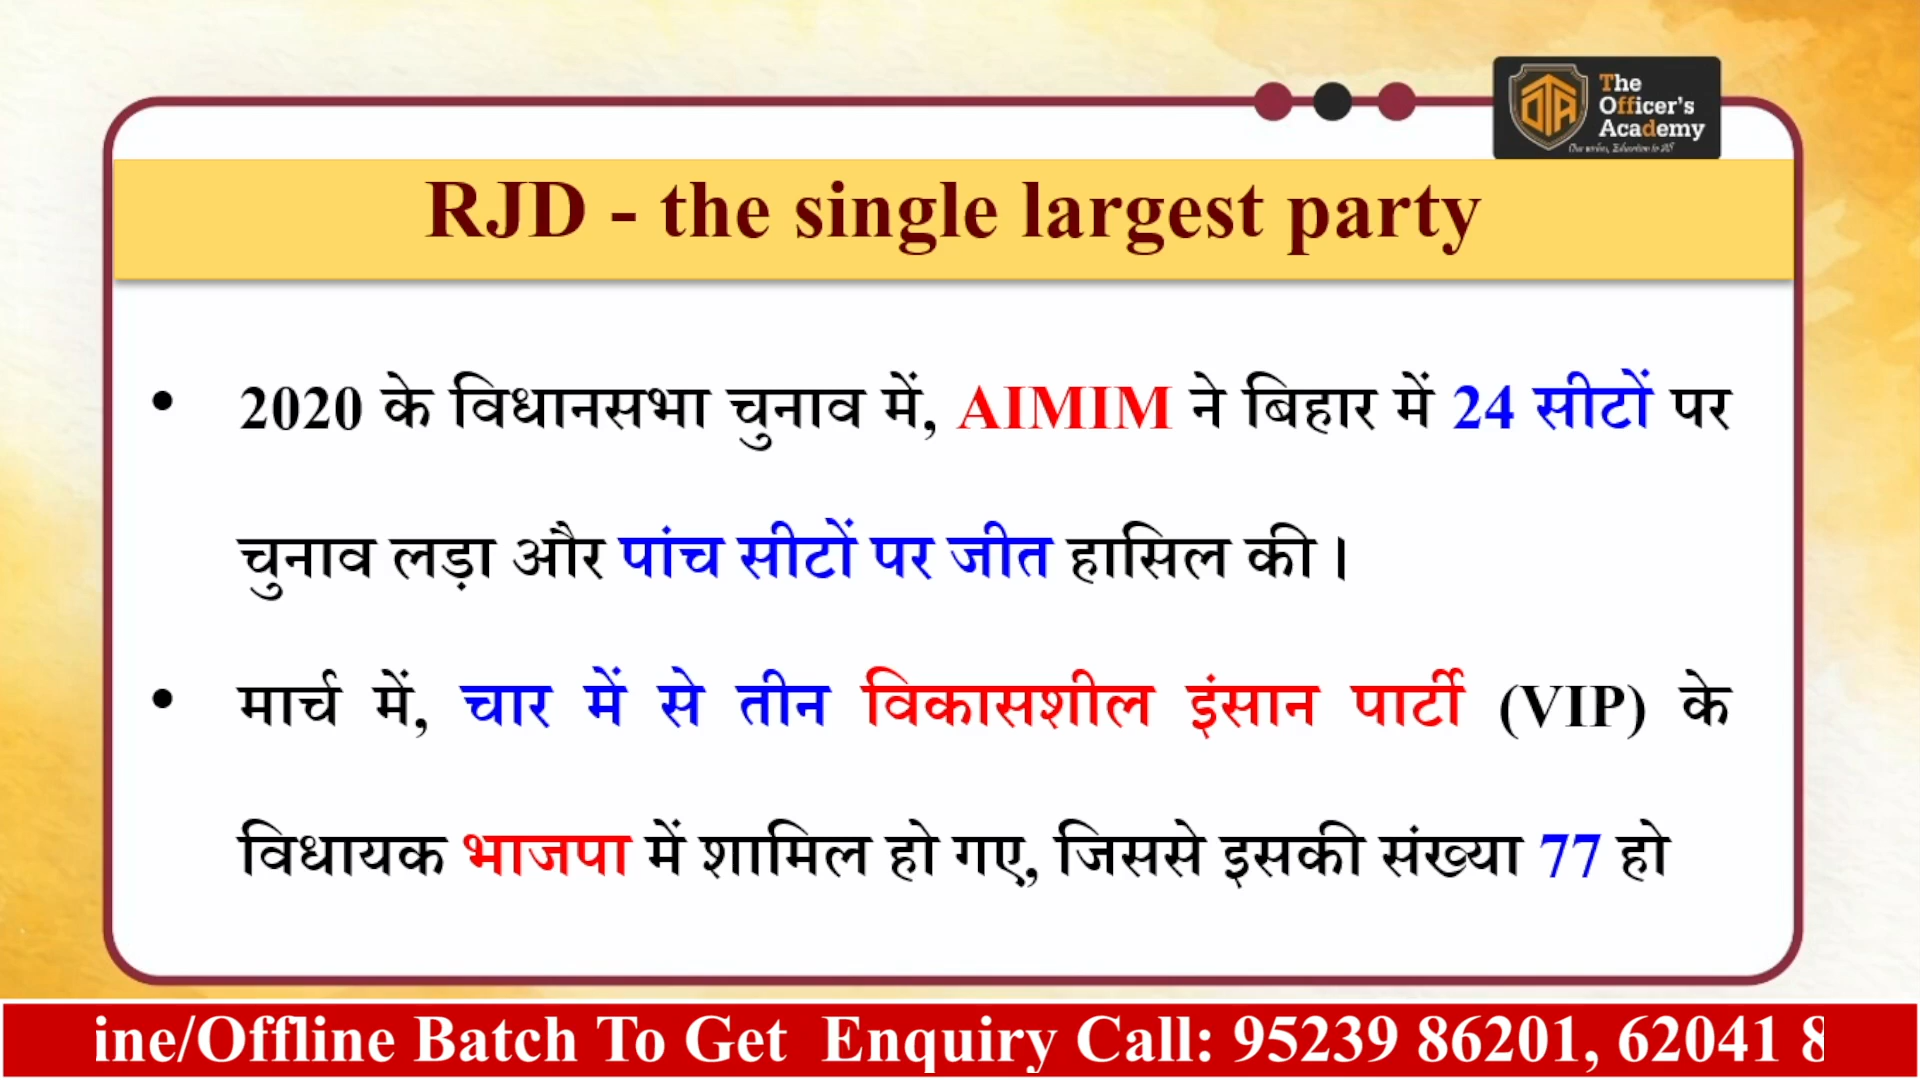 The
Officer's
Academy
RJD - the single largest party
• 2020 के विधानसभा चुनाव में, AIMIM ने बिहार में 24 सीटों पर
चुनाव लड़ा और पांच सीटों पर जीत हासिल की।
• मार्च में, चार में से तीन विकासशील इंसान पार्टी (VIP) के
विधायक भाजपा में शामिल हो गए, जिससे इसकी संख्या 77 हो
ine/Offline Batch To Get Enquiry Call: 95239 86201, 62041 8